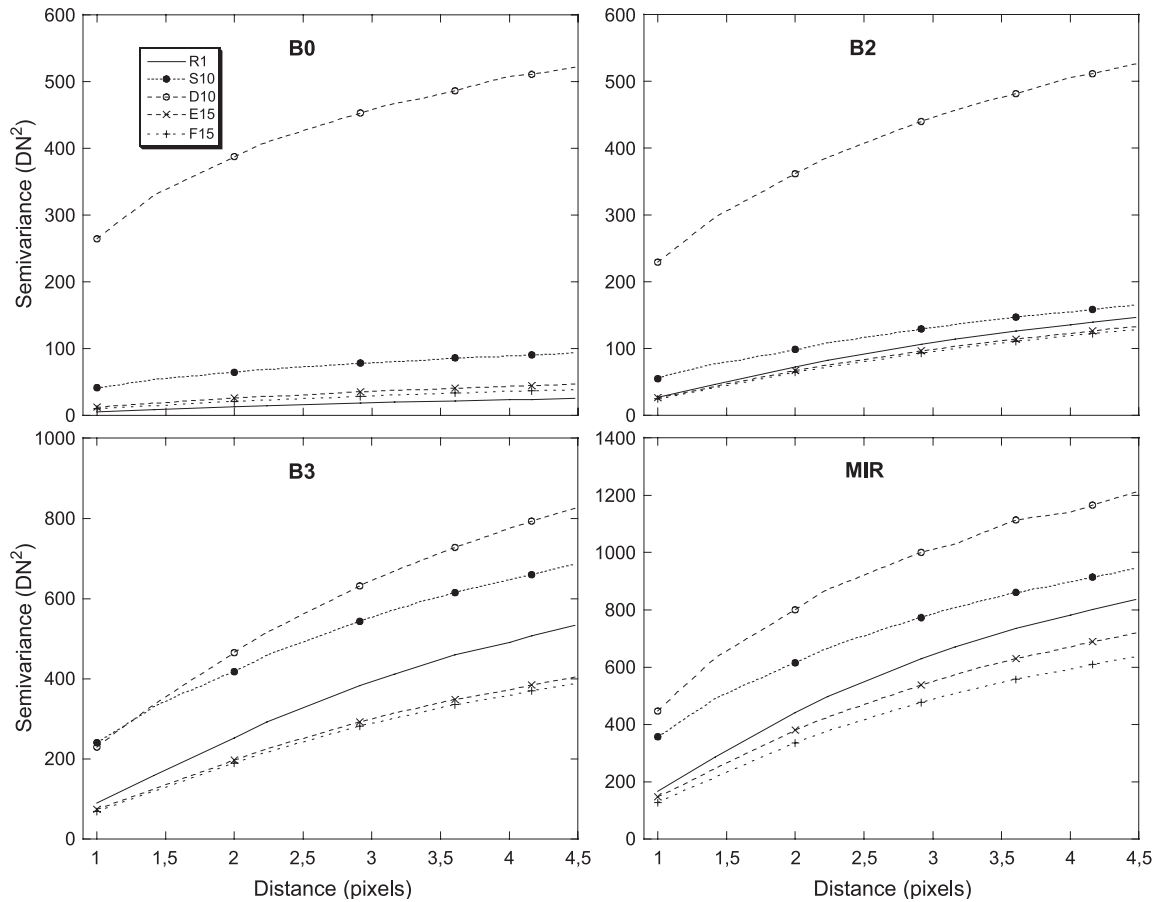 B0
R1
S10
D10
E15
F15
Semivariance (DN²)
600
500
400
300
200
100
0
B2
600
500
400
300
200
100
0
B3
Semivariance (DN²)
1000
800
600
400
200
0
1 1,5 2 2,5 3 3,5 4 4,5
Distance (pixels)
MIR
1400
1200
1000
800
600
400
200
0
1 1,5 2 2,5 3 3,5 4 4,5
Distance (pixels)